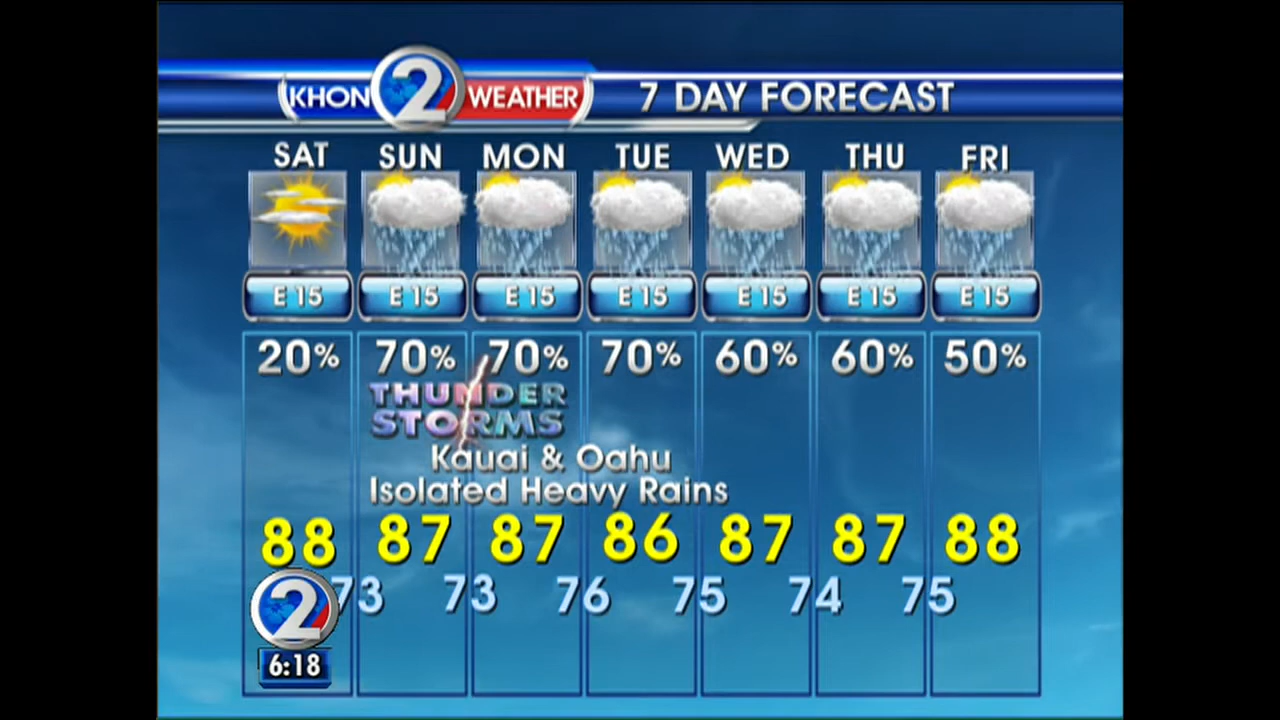 KHON 2 WEATHER 7 DAY FORECAST
SAT SUN MON TUE WED THU FRI
E 15 E 15 E 15 E 15 E 15 E 15 E 15
20% 70% 70% 70% 60% 60% 50%
THUNDER
STORMS
Kauai & Oahu
Isolated Heavy Rains
88 87 87 86 87 87 88
73 73 76 75 74 75
2
6:18